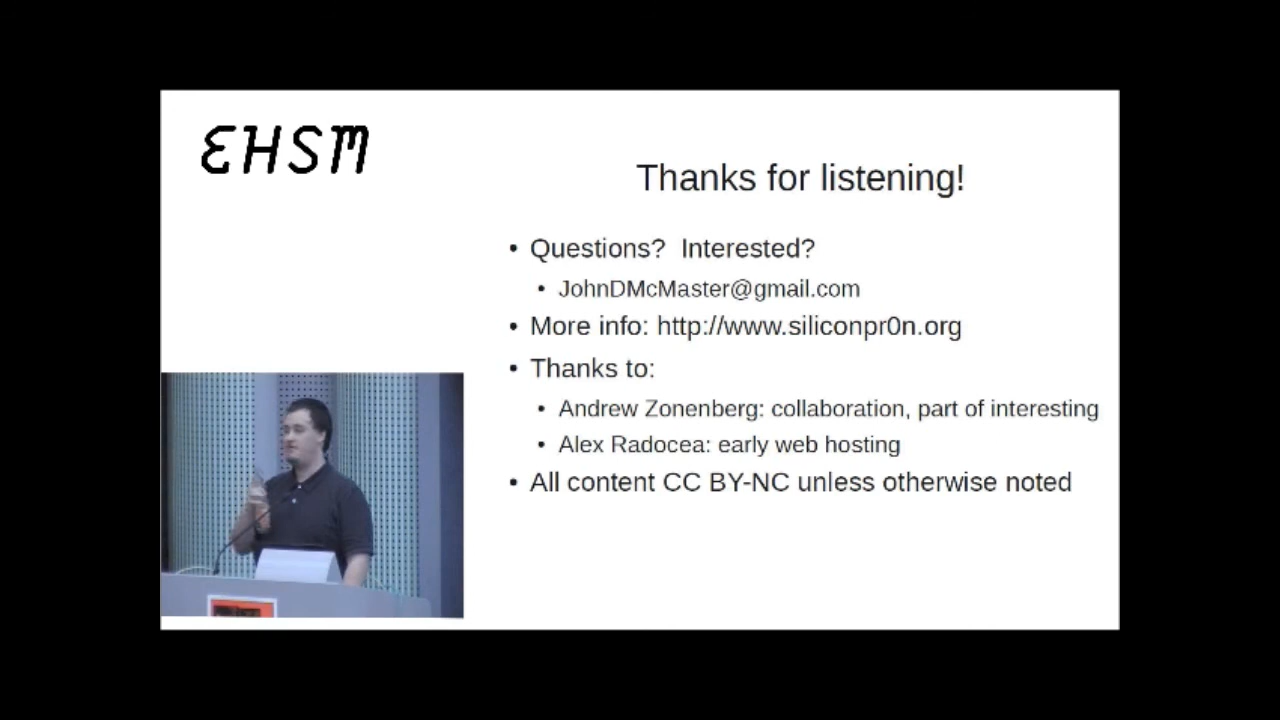 EHSM
Thanks for listening!
• Questions?  Interested?
• JohnDMcMaster@gmail.com
• More info: http://www.siliconpr0n.org
• Thanks to:
• Andrew Zonenberg: collaboration, part of interesting
• Alex Radocea: early web hosting
• All content CC BY-NC unless otherwise noted